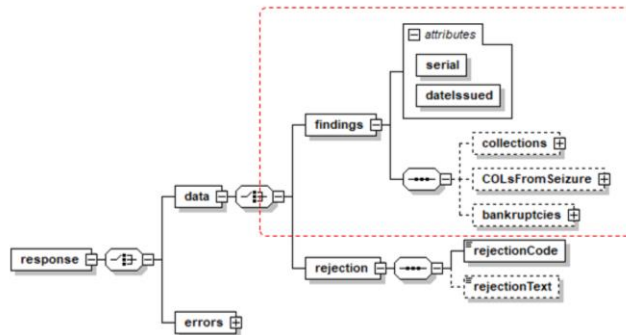 attributes
serial
dateIssued
findings
collections
COLsFromSeizure
data
bankruptcies
response
rejectionCode
rejection
rejectionText
errors